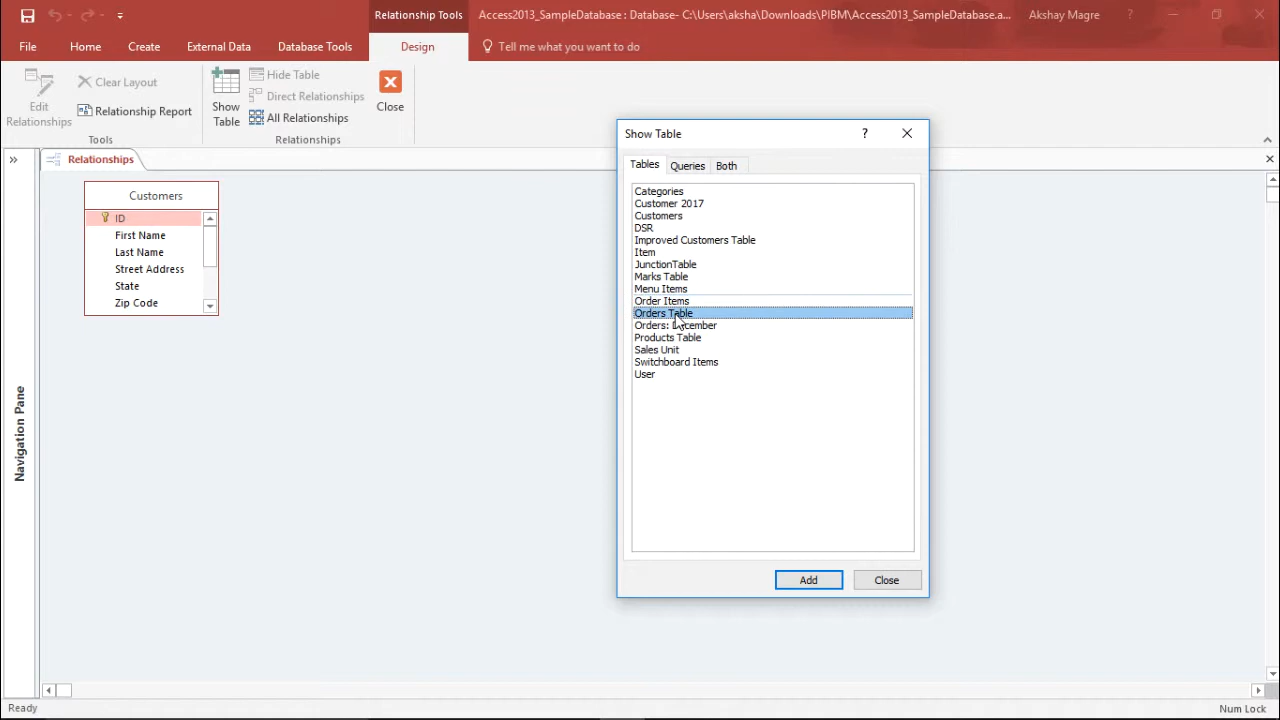 Relationship Tools
Access2013_SampleDatabase : Database- C:\Users\aksha\Downloads\PIBM\Access2013_SampleDatabase.a...
Akshay Magre
?
File
Home
Create
External Data
Database Tools
Design
Tell me what you want to do
Edit
Relationships
Clear Layout
Relationship Report
Tools
Show
Table
Hide Table
Direct Relationships
All Relationships
Relationships
Close
Relationships
Navigation Pane
Customers
ID
First Name
Last Name
Street Address
State
Zip Code
Show Table
?
Tables
Queries
Both
Categories
Customer 2017
Customers
DSR
Improved Customers Table
Item
JunctionTable
Marks Table
Menu Items
Order Items
Orders Table
Orders: December
Products Table
Sales Unit
Switchboard Items
User
Add
Close
Ready
Num Lock